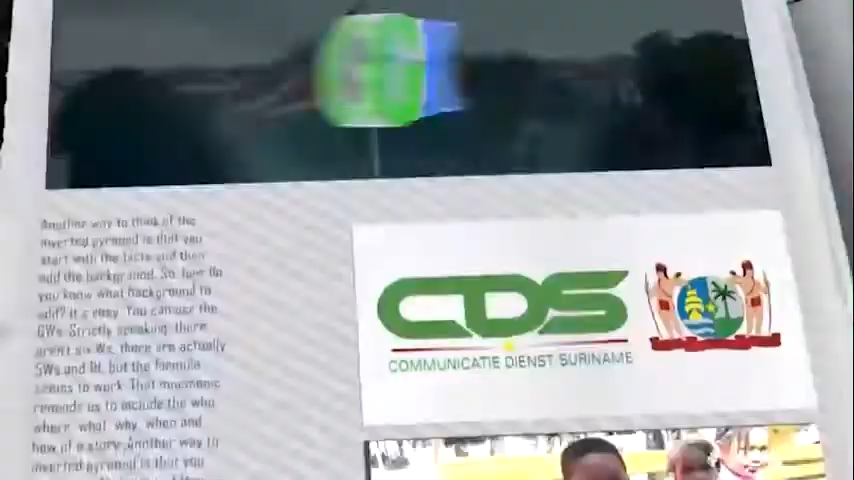 Another way to think of the
inverted pyramid is that you
start with the facts and then
add the background. So, how do
you know what background to
add? It's easy. You can use the
6Ws. Strictly speaking, there
aren't six Ws, there are actually
5Ws and 1H, but the formula
seems to work. That mnemonic
reminds us to include the who
where what why when and
how of a story. Another way to
inverted pyramid is that you
CDS
COMMUNICATIE DIENST SURINAME